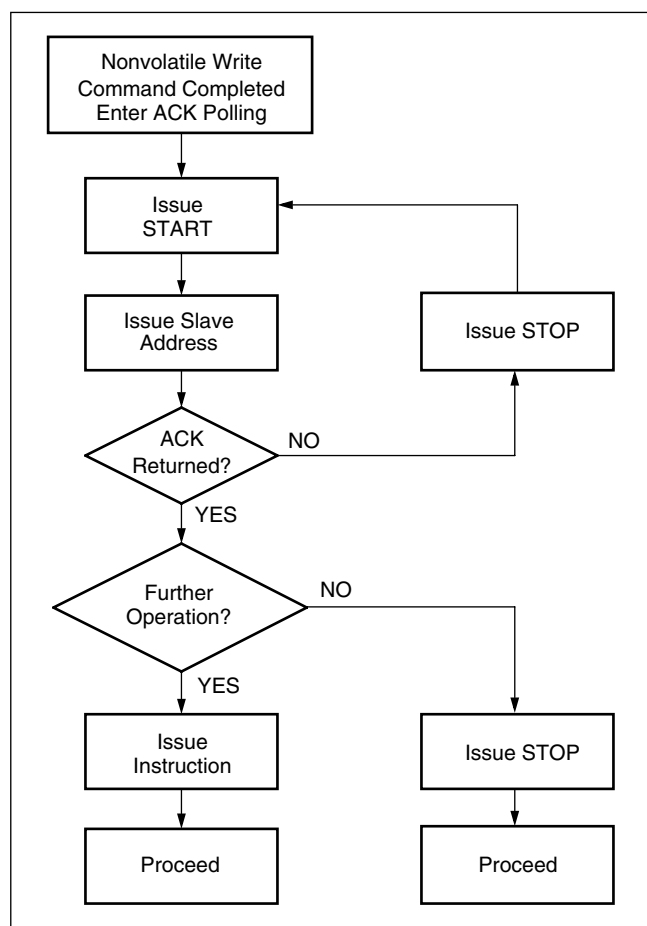 Nonvolatile Write
Command Completed
Enter ACK Polling
Issue
START
Issue Slave
Address
Issue STOP
ACK
Returned?
NO
YES
Further
Operation?
NO
YES
Issue
Instruction
Issue STOP
Proceed
Proceed